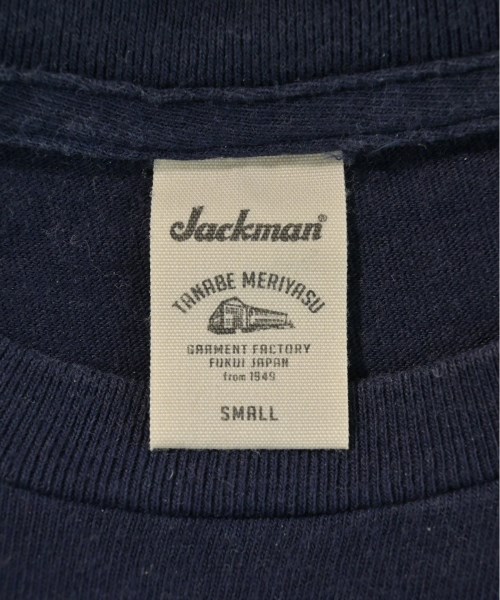 Jackman®
TANABE MERIYASU
GARMENT FACTORY
FUKUI JAPAN
from 1949
SMALL